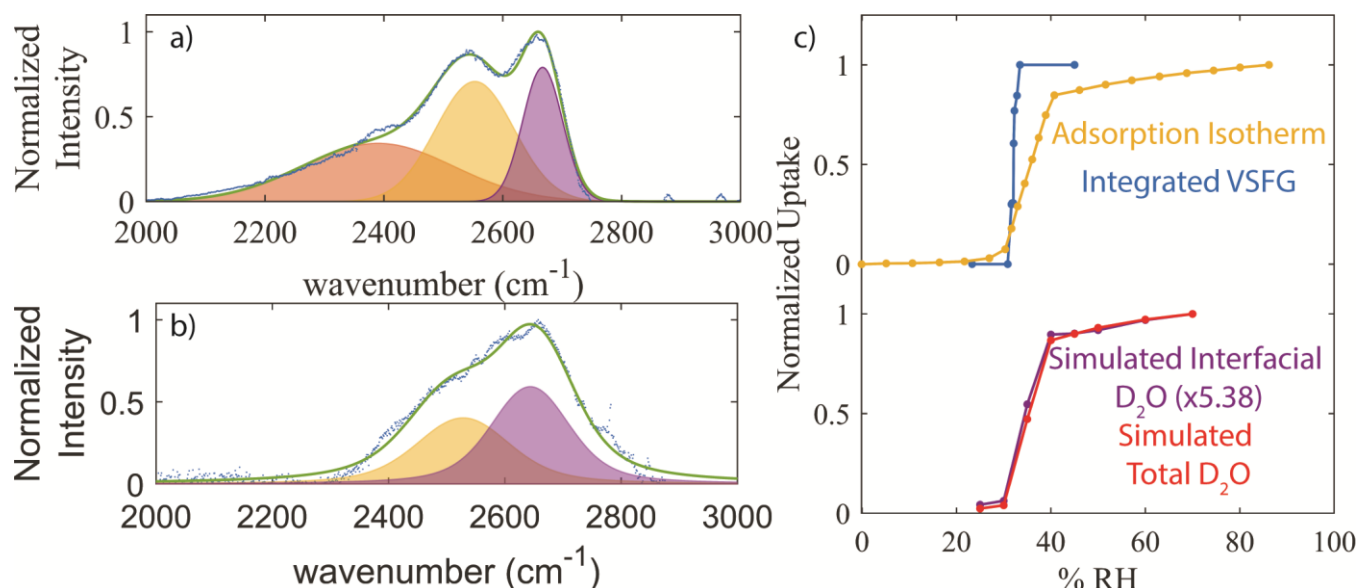 a)
Normalized
Intensity
1
0.5
0
2000 2200 2400 2600 2800 3000
wavenumber (cm⁻¹)
b)
Normalized
Intensity
1
0.5
0
2000 2200 2400 2600 2800 3000
wavenumber (cm⁻¹)
c)
Normalized Uptake
1
0.5
0
Adsorption Isotherm
Integrated VSFG
1
0.5
0
Simulated Interfacial
D₂O (x5.38)
Simulated
Total D₂O
0 20 40 60 80 100
% RH